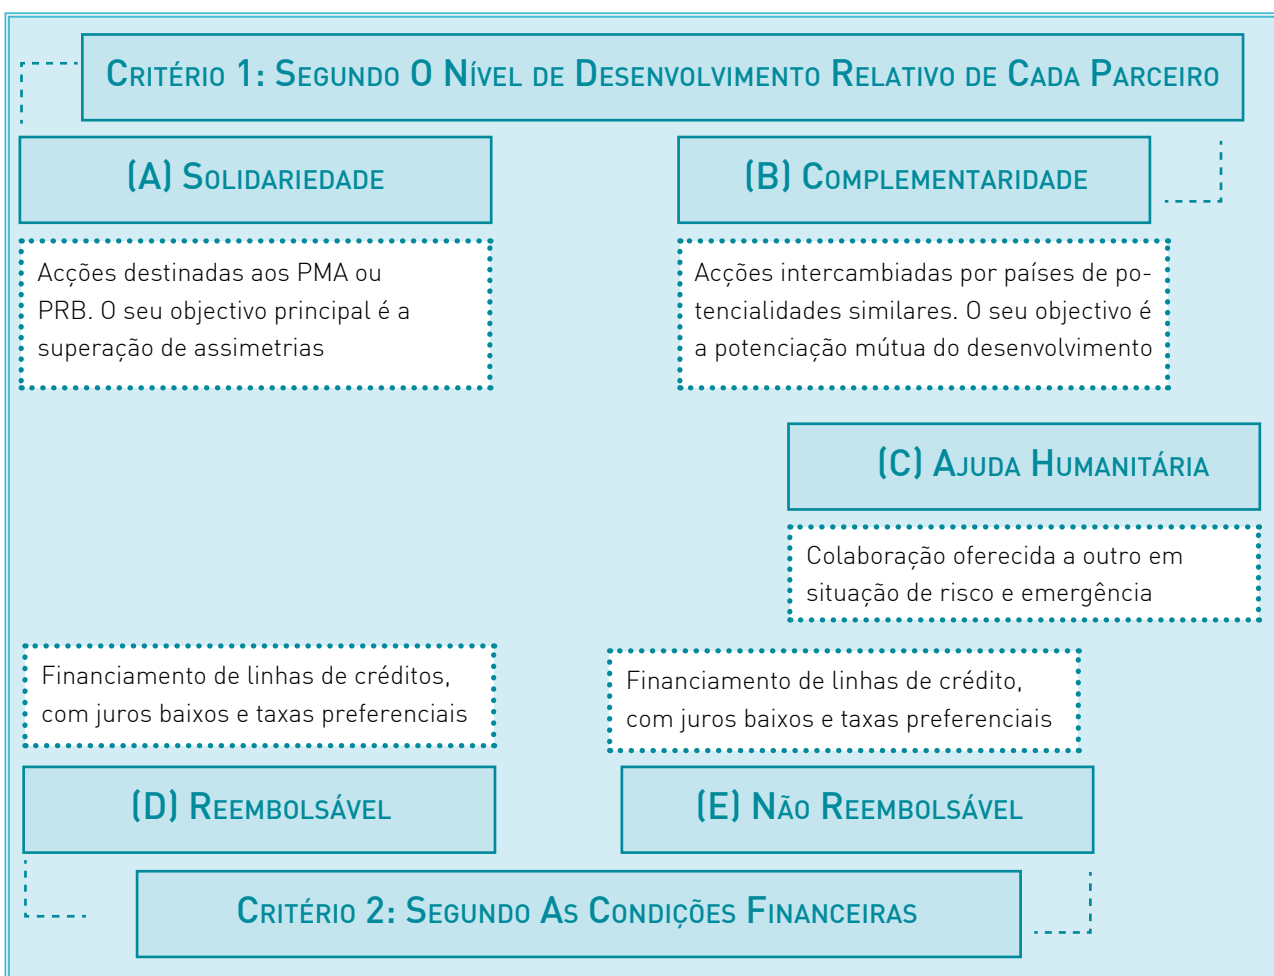 Critério 1: Segundo O Nível de Desenvolvimento Relativo de Cada Parceiro
(A) Solidariedade
Acções destinadas aos PMA ou
PRB. O seu objectivo principal é a
superação de assimetrias
(B) Complementaridade
Acções intercambiadas por países de po-
tencialidades similares. O seu objectivo é
a potenciação mútua do desenvolvimento
(C) Ajuda Humanitária
Colaboração oferecida a outro em
situação de risco e emergência
Financiamento de linhas de créditos,
com juros baixos e taxas preferenciais
(D) Reembolsável
Financiamento de linhas de crédito,
com juros baixos e taxas preferenciais
(E) Não Reembolsável
Critério 2: Segundo As Condições Financeiras